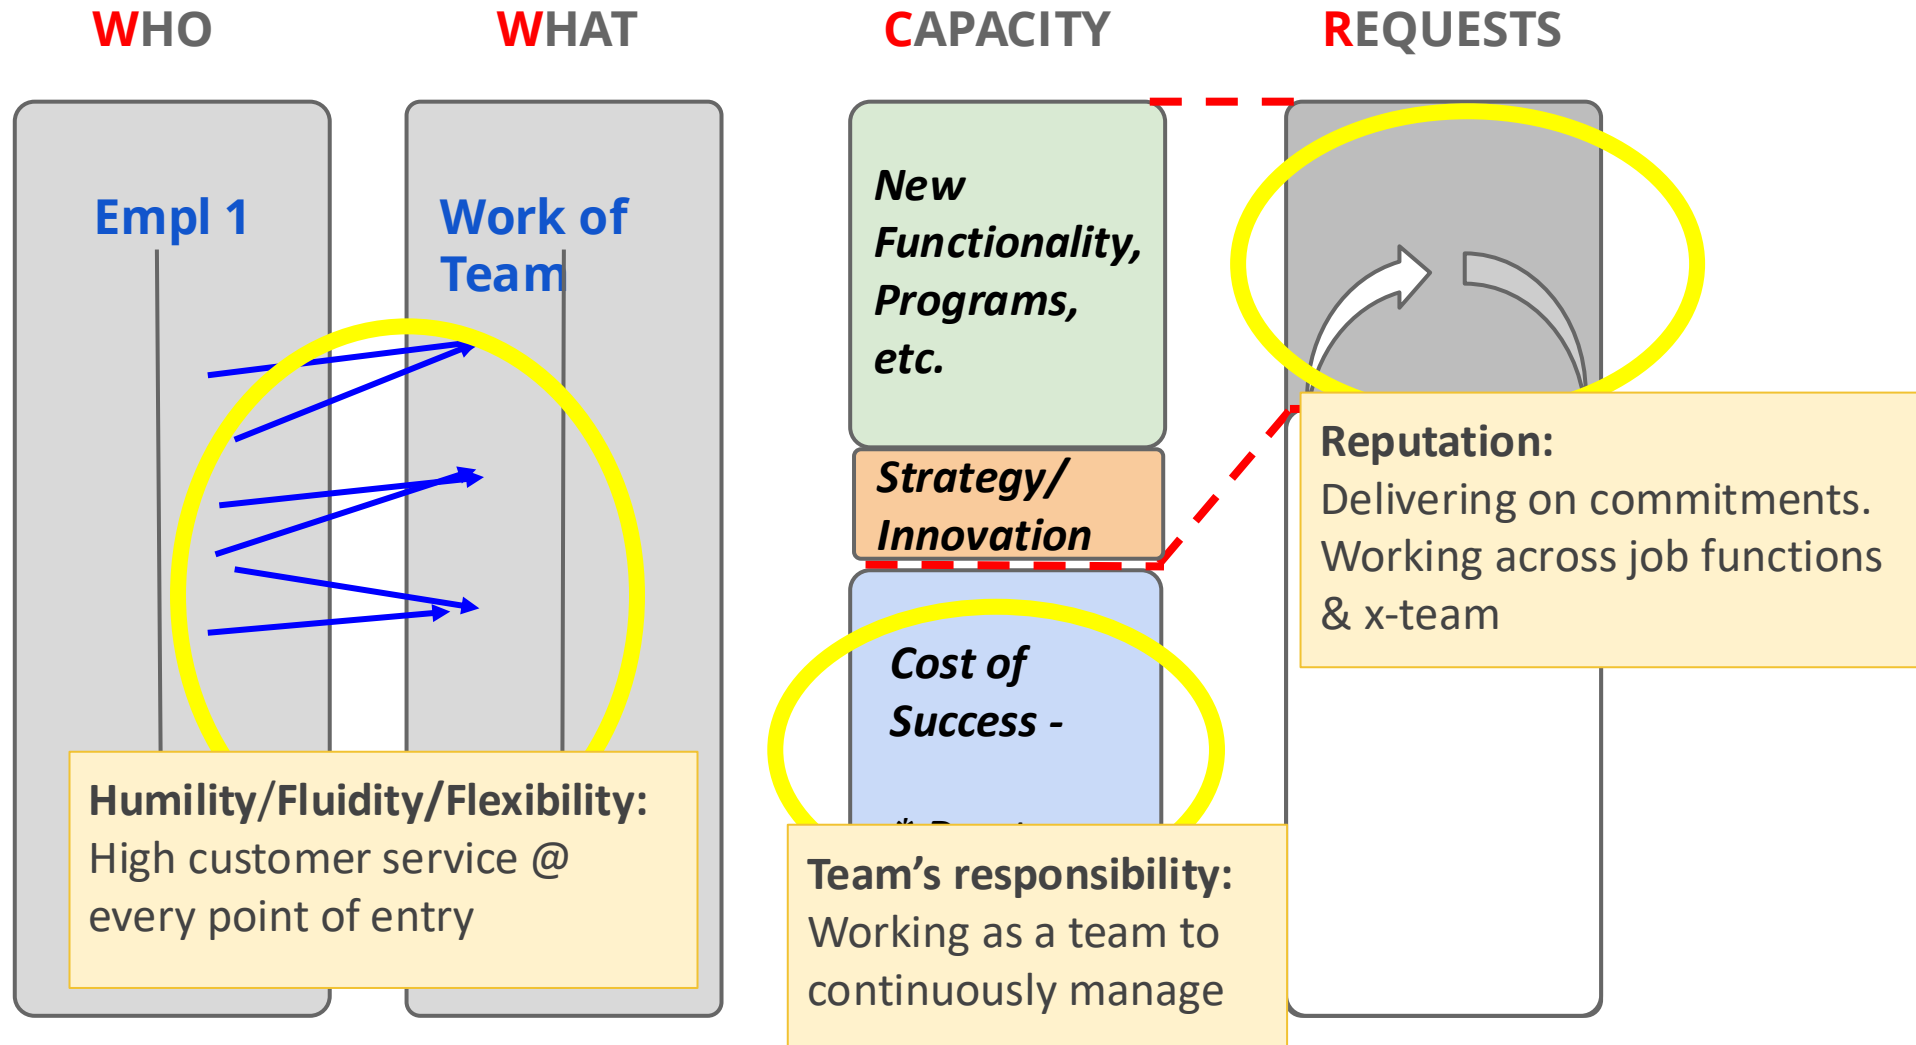 WHO
WHAT
CAPACITY
REQUESTS
Empl 1
Work of
Team
New
Functionality,
Programs,
etc.
Strategy/
Innovation
Cost of
Success -
*
Humility/Fluidity/Flexibility:
High customer service @
every point of entry
Team’s responsibility:
Working as a team to
continuously manage
Reputation:
Delivering on commitments.
Working across job functions
& x-team